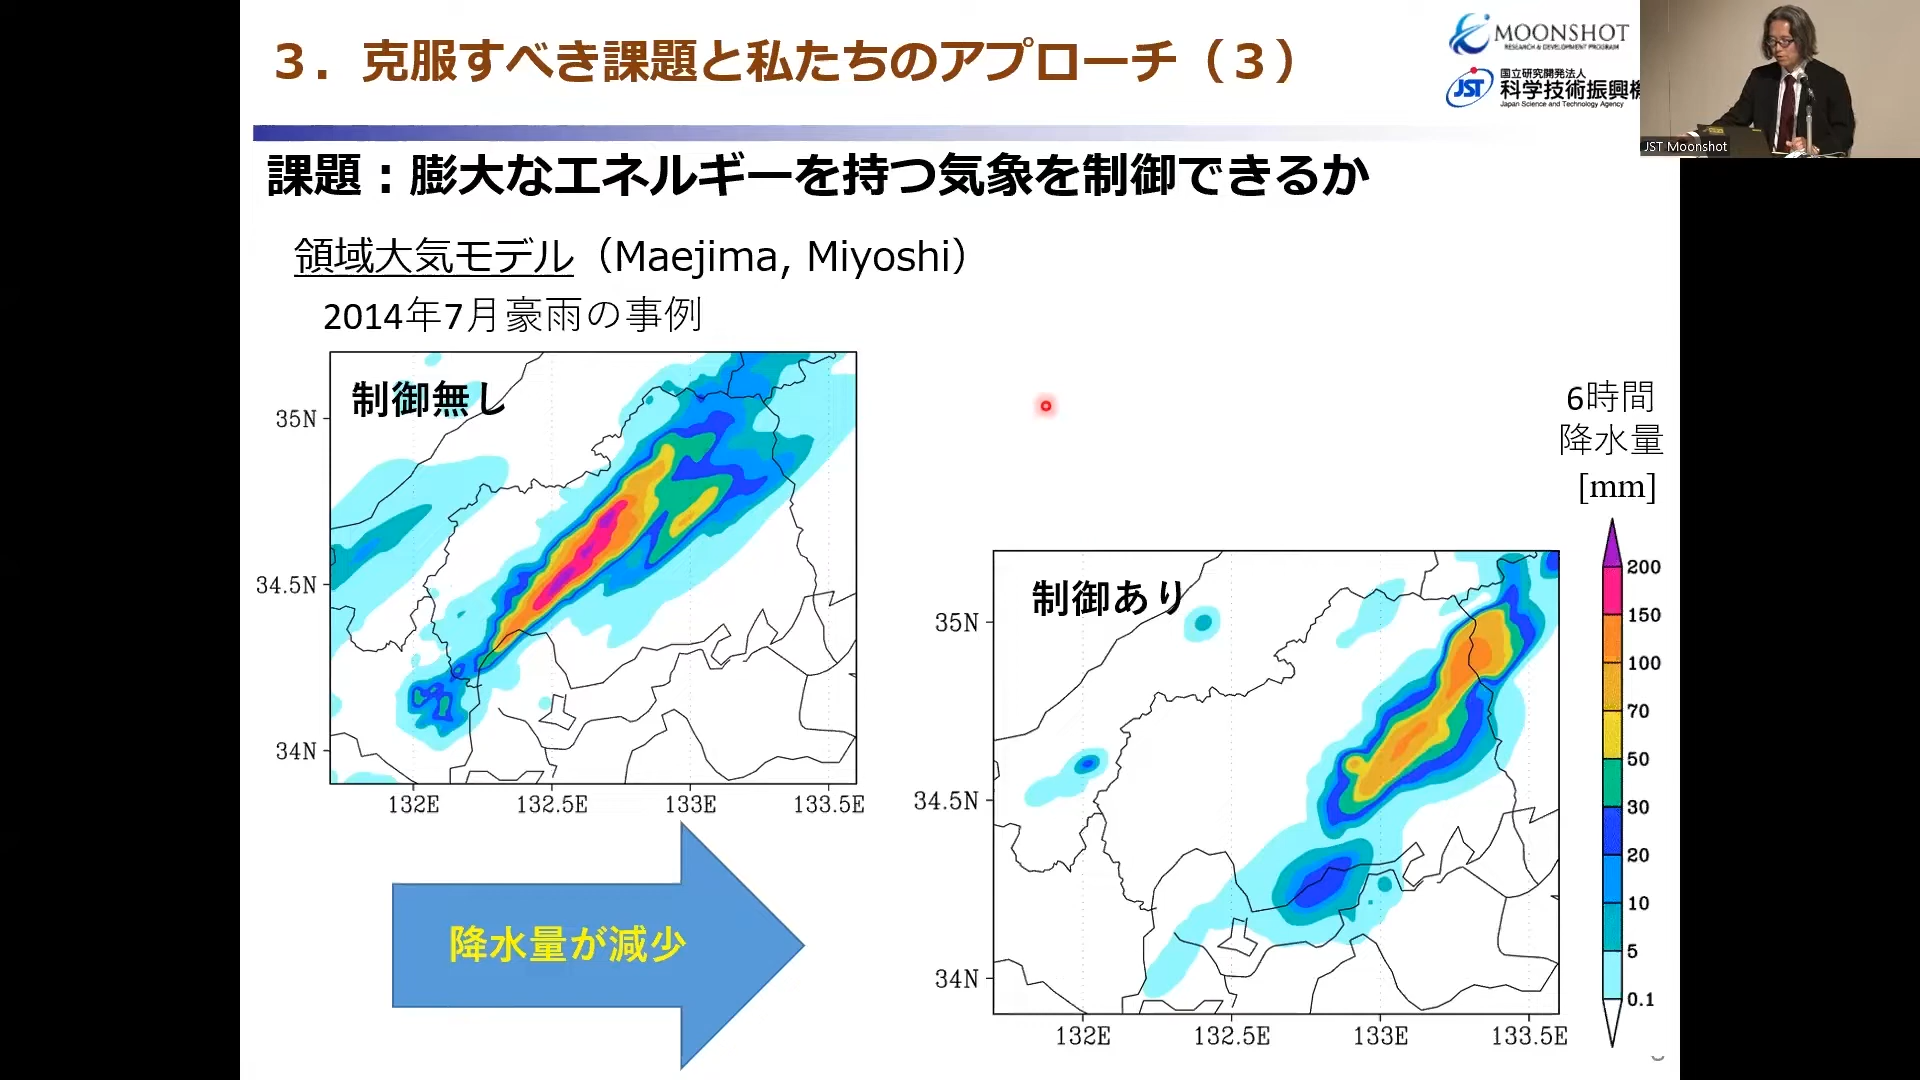 3．克服すべき課題と私たちのアプローチ（3）
MOONSHOT
RESEARCH & DEVELOPMENT PROGRAM
JST
国立研究開発法人
科学技術振興機
Japan Science and Technology Agency
JST Moonshot
課題：膨大なエネルギーを持つ気象を制御できるか
領域大気モデル（Maejima, Miyoshi）
2014年7月豪雨の事例
制御無し
35N
34.5N
34N
132E 132.5E 133E 133.5E
降水量が減少
制御あり
35N
34.5N
34N
132E 132.5E 133E 133.5E
6時間
降水量
[mm]
200
150
100
70
50
30
20
10
5
0.1